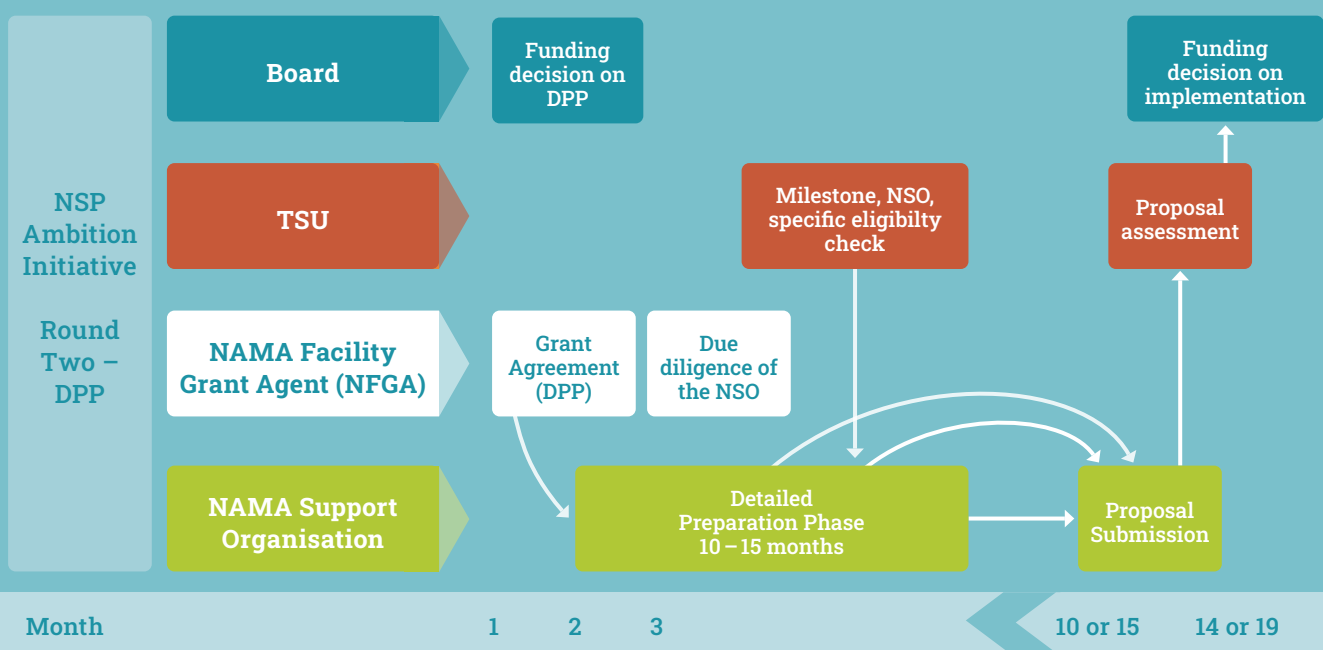 NSP
Ambition
Initiative
Round
Two –
DPP
Board
Funding
decision on
DPP
Funding
decision on
implementation
TSU
Milestone, NSO,
specific eligibilty
check
Proposal
assessment
NAMA Facility
Grant Agent (NFGA)
Grant
Agreement
(DPP)
Due
diligence of
the NSO
NAMA Support
Organisation
Detailed
Preparation Phase
10 – 15 months
Proposal
Submission
Month
1
2
3
10 or 15
14 or 19